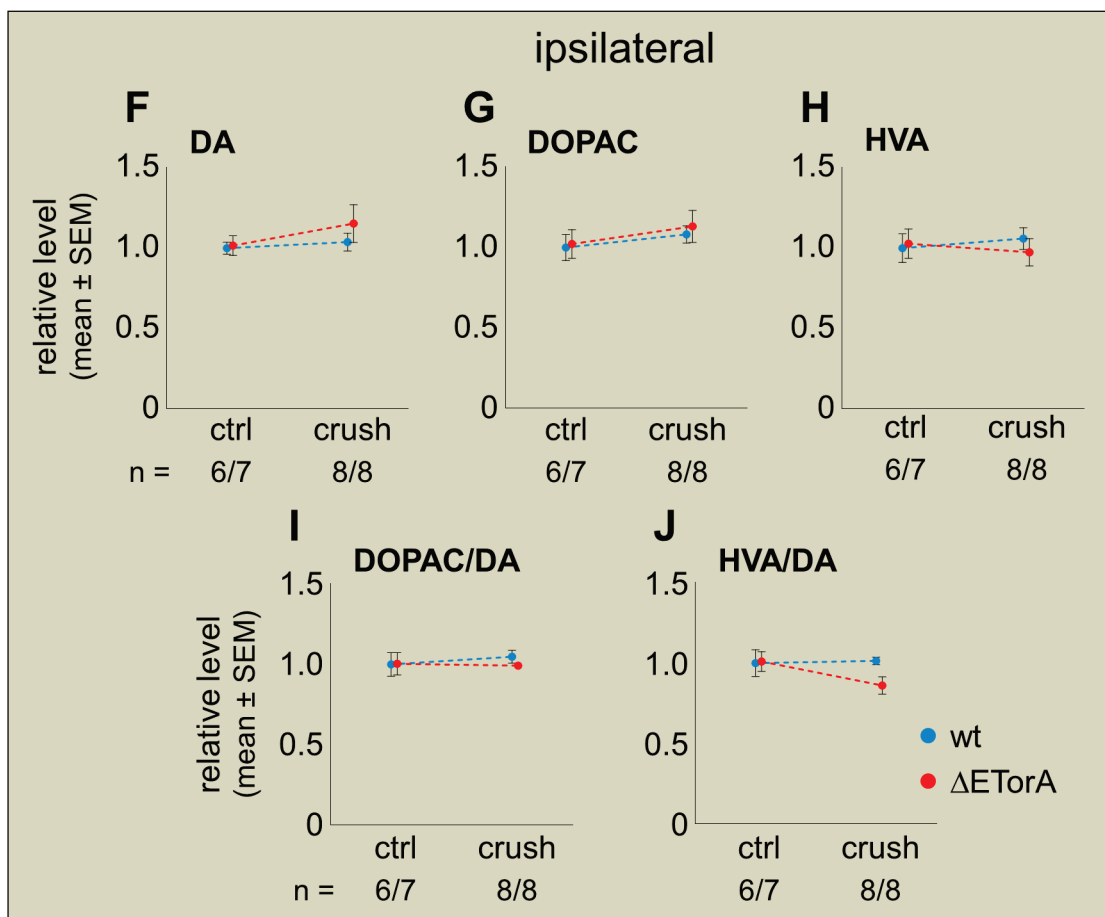 ipsilateral
F
G
H
DA
DOPAC
HVA
relative level
(mean ± SEM)
1.5
1.0
0.5
0
1.5
1.0
0.5
0
1.5
1.0
0.5
0
ctrl crush
ctrl crush
ctrl crush
n = 6/7 8/8
6/7 8/8
6/7 8/8
I
J
DOPAC/DA
HVA/DA
relative level
(mean ± SEM)
1.5
1.0
0.5
0
1.5
1.0
0.5
0
wt
ΔETorA
ctrl crush
ctrl crush
n = 6/7 8/8
6/7 8/8